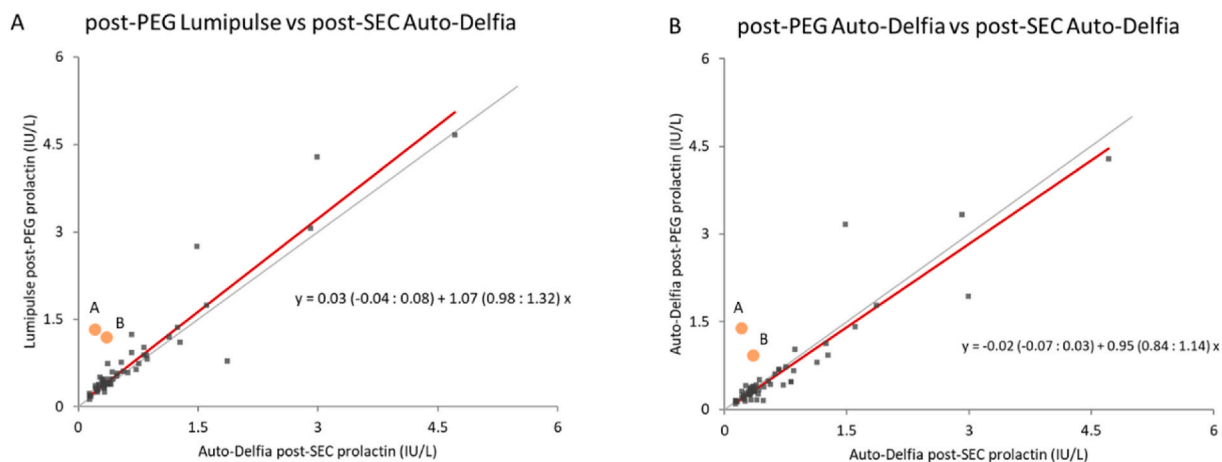 A
post-PEG Lumipulse vs post-SEC Auto-Delfia
6
4.5
3
1.5
0
Lumipulse post-PEG prolactin (IU/L)
A
B
y = 0.03 (-0.04 : 0.08) + 1.07 (0.98 : 1.32) x
0
1.5
3
4.5
6
Auto-Delfia post-SEC prolactin (IU/L)
B
post-PEG Auto-Delfia vs post-SEC Auto-Delfia
6
4.5
3
1.5
0
Auto-Delfia post-PEG prolactin (IU/L)
A
B
y = -0.02 (-0.07 : 0.03) + 0.95 (0.84 : 1.14) x
0
1.5
3
4.5
6
Auto-Delfia post-SEC prolactin (IU/L)